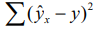 ∑(ŷₓ − y)²